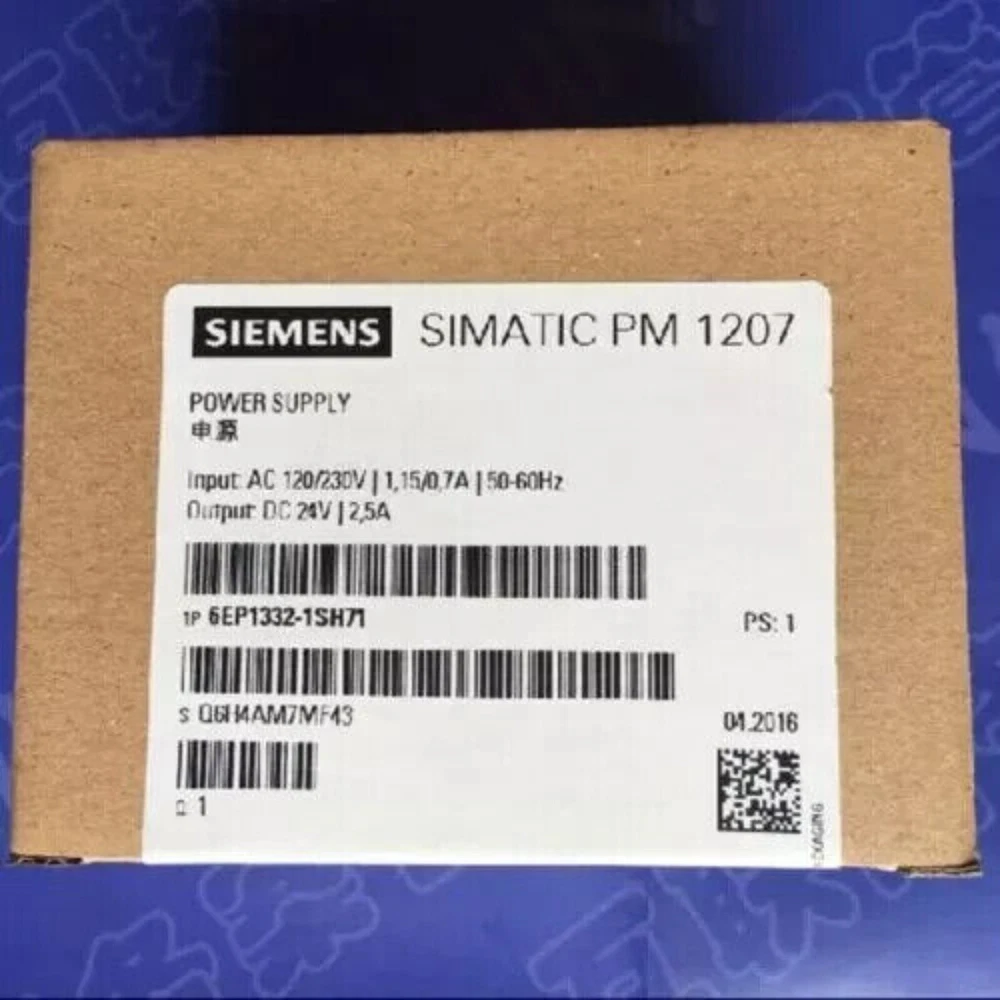 SIEMENS SIMATIC PM 1207
POWER SUPPLY
电源
Input: AC 120/230V | 1,15/0,7A | 50-60Hz
Output: DC 24V | 2,5A
1P 6EP1332-1SH71
PS: 1
S Q6H4AM7MF43
04.2016
Q 1